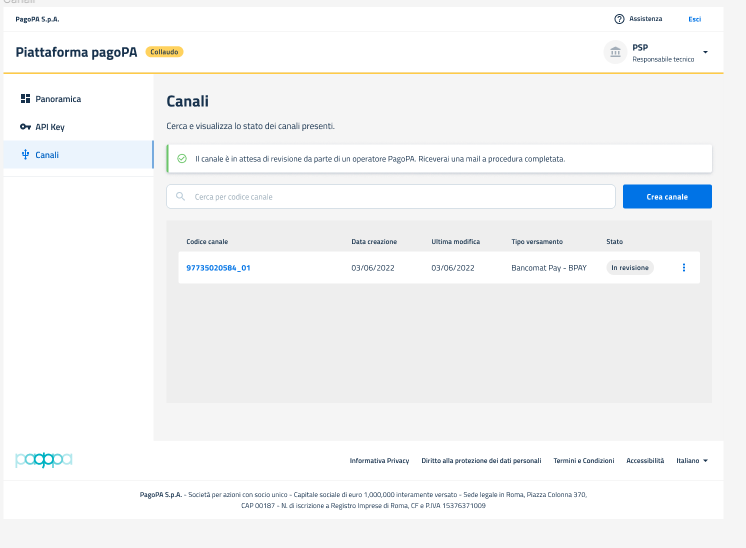 Canali
PagoPA S.p.A.
Assistenza
Esci
Piattaforma pagoPA
Collaudo
PSP
Responsabile tecnico
Panoramica
API Key
Canali
Canali
Cerca e visualizza lo stato dei canali presenti.
Il canale è in attesa di revisione da parte di un operatore PagoPA. Riceverai una mail a procedura completata.
Cerca per codice canale
Crea canale
Codice canale Data creazione Ultima modifica Tipo versamento Stato
97735020584_01 03/06/2022 03/06/2022 Bancomat Pay - BPAY In revisione
pagopa
Informativa Privacy Diritto alla protezione dei dati personali Termini e Condizioni Accessibilità Italiano
PagoPA S.p.A. - Società per azioni con socio unico - Capitale sociale di euro 1,000,000 interamente versato - Sede legale in Roma, Piazza Colonna 370,
CAP 00187 - N. di iscrizione a Registro Imprese di Roma, CF e P.IVA 15376371009